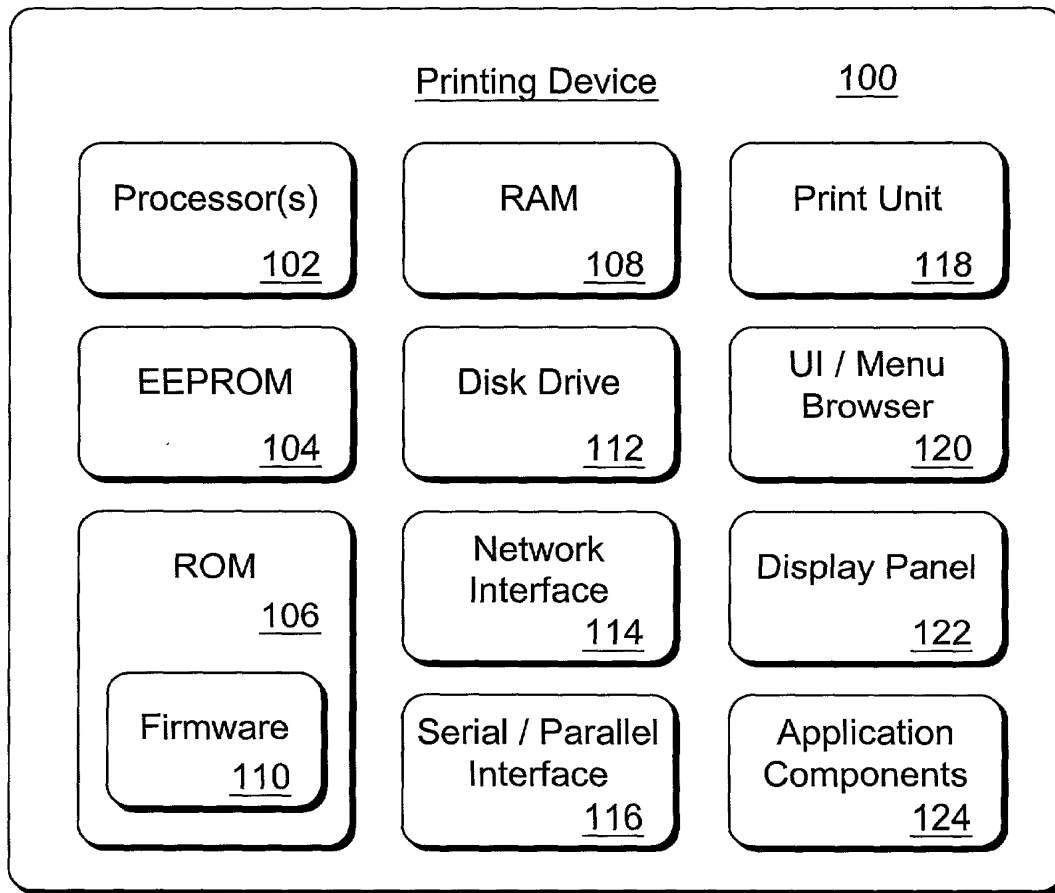 Printing Device 100
Processor(s)
102
RAM
108
Print Unit
118
EEPROM
104
Disk Drive
112
UI / Menu
Browser
120
ROM
106
Firmware
110
Network
Interface
114
Display Panel
122
Serial / Parallel
Interface
116
Application
Components
124